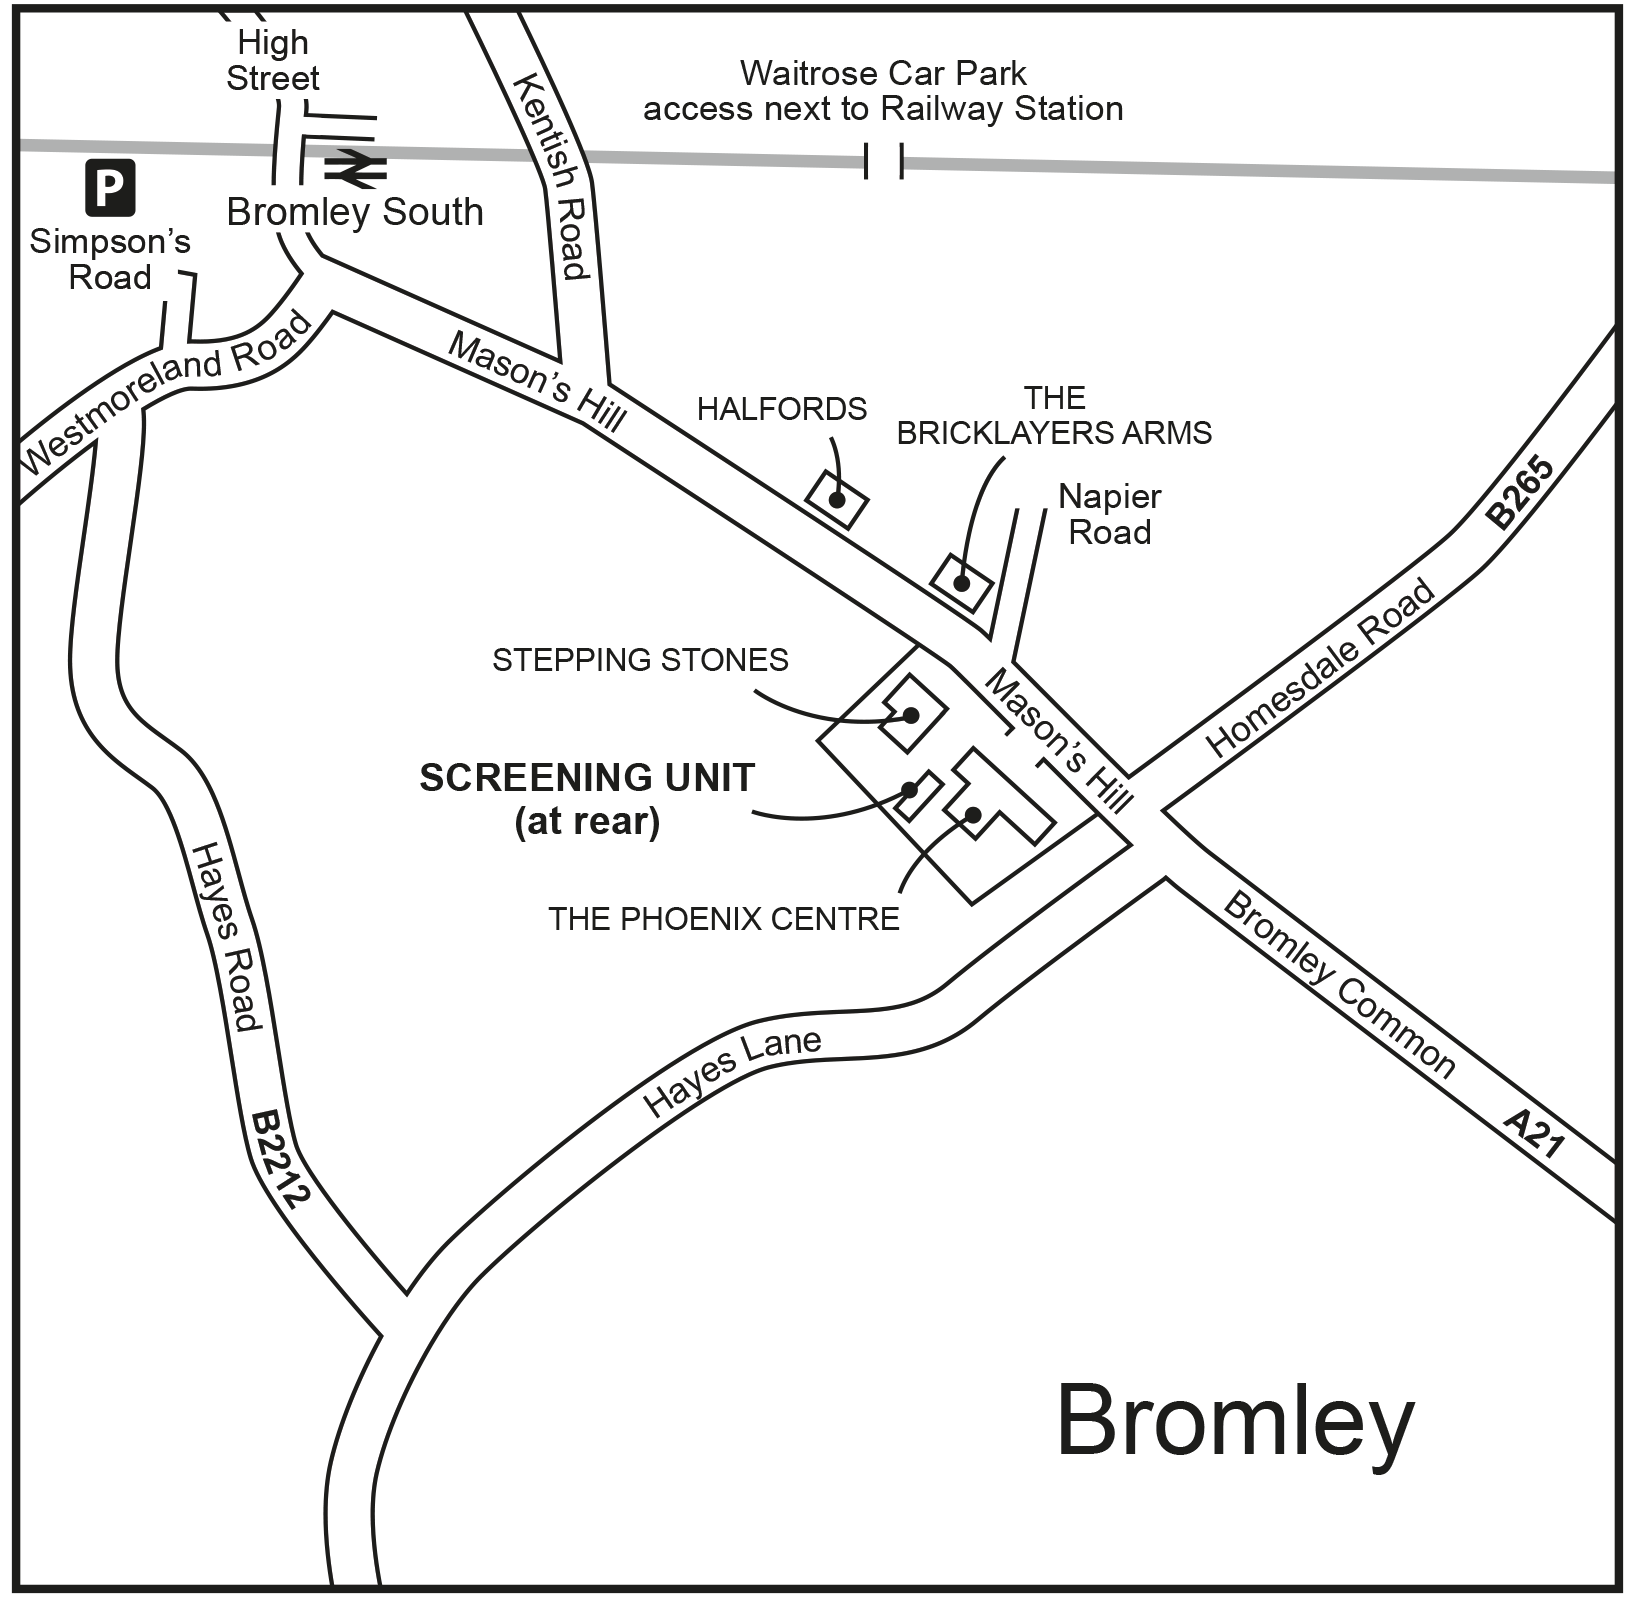 High
Street
Kentish Road
Waitrose Car Park
access next to Railway Station
P
Simpson’s
Road
Bromley South
Westmoreland Road
Mason’s Hill
HALFORDS
THE
BRICKLAYERS ARMS
Napier
Road
B265
Homesdale Road
STEPPING STONES
Mason’s Hill
SCREENING UNIT
(at rear)
THE PHOENIX CENTRE
Hayes Road
B2212
Hayes Lane
Bromley Common
A21
Bromley